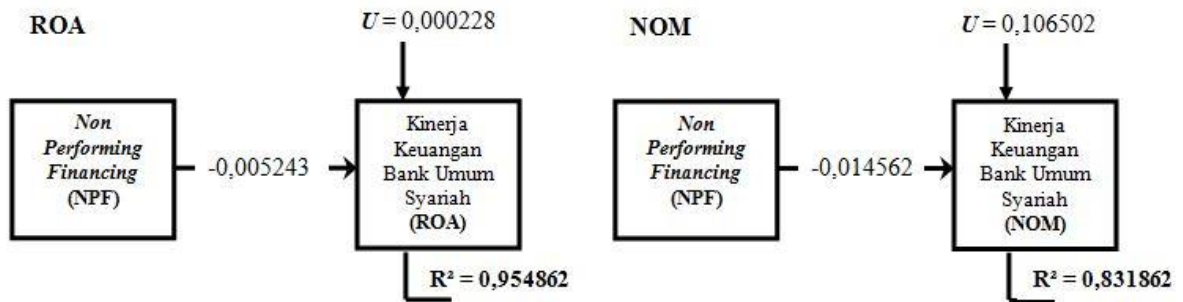 ROA
U = 0,000228
Non
Performing
Financing
(NPF)
-0,005243
Kinerja
Keuangan
Bank Umum
Syariah
(ROA)
R² = 0,954862
NOM
U = 0,106502
Non
Performing
Financing
(NPF)
-0,014562
Kinerja
Keuangan
Bank Umum
Syariah
(NOM)
R² = 0,831862